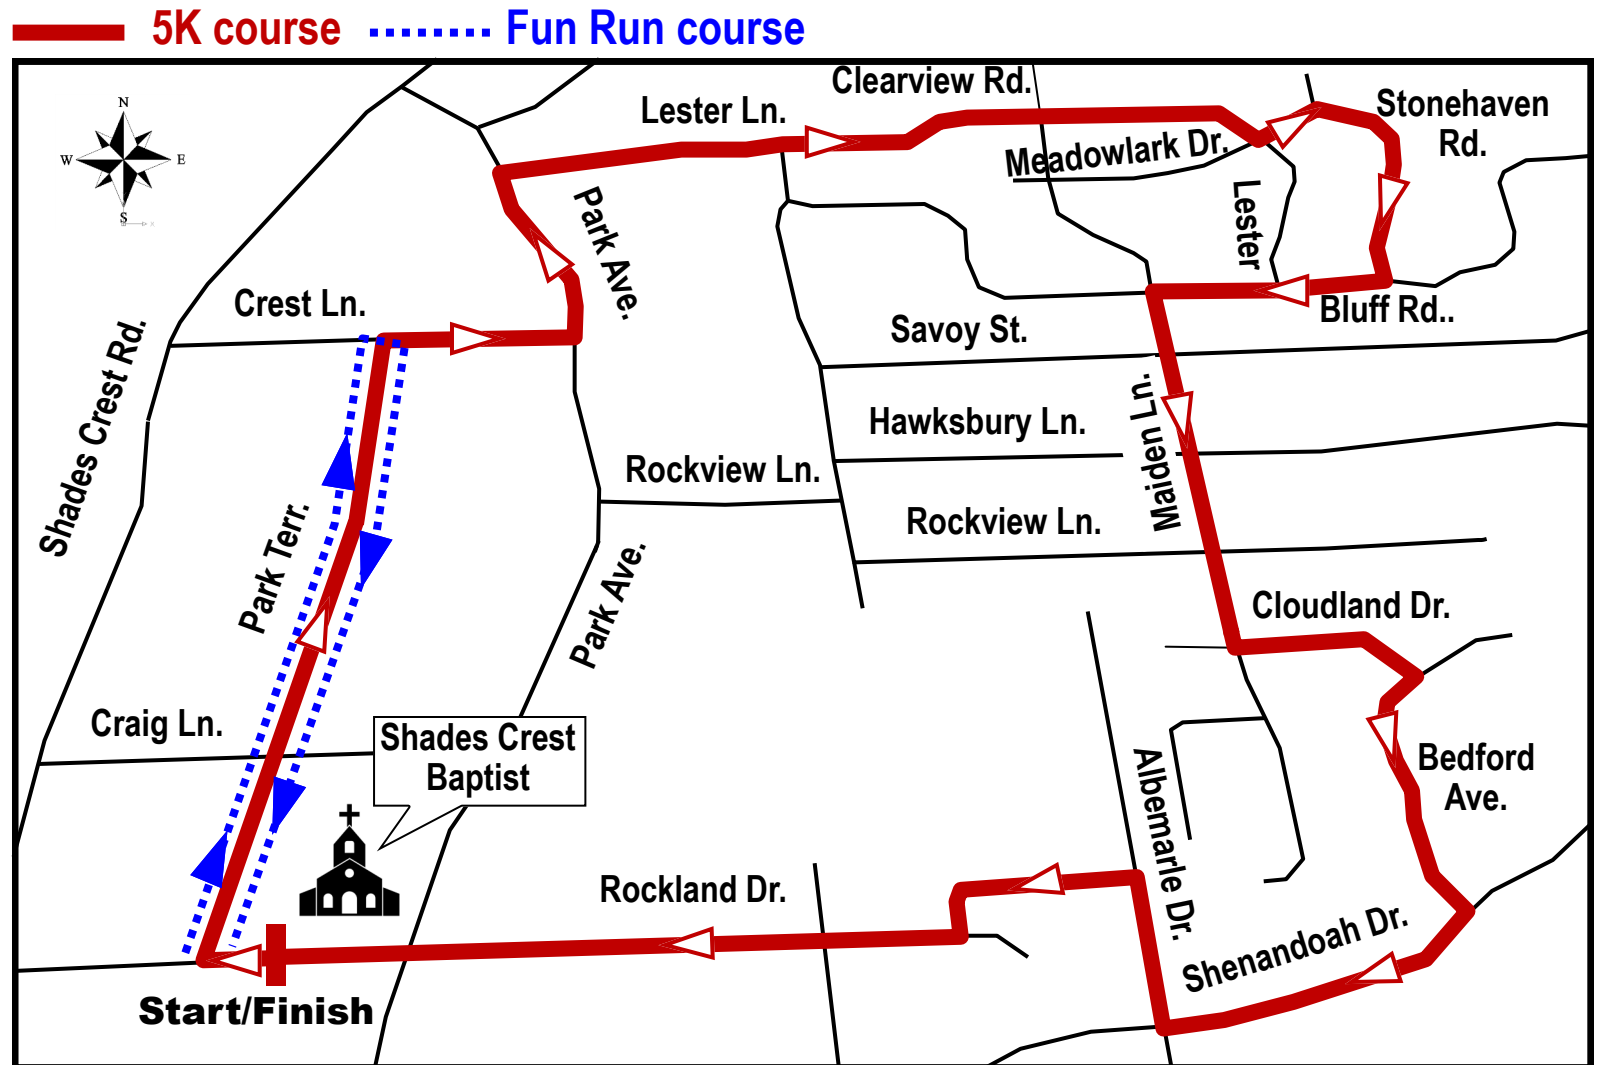 5K course
Fun Run course
N
W
E
S
Clearview Rd.
Lester Ln.
Stonehaven
Rd.
Meadowlark Dr.
Park Ave.
Lester
Crest Ln.
Bluff Rd..
Savoy St.
Shades Crest Rd.
Maiden Ln.
Hawksbury Ln.
Rockview Ln.
Rockview Ln.
Park Terr.
Park Ave.
Cloudland Dr.
Craig Ln.
Shades Crest
Baptist
Bedford
Ave.
Albemarle Dr.
Rockland Dr.
Shenandoah Dr.
Start/Finish